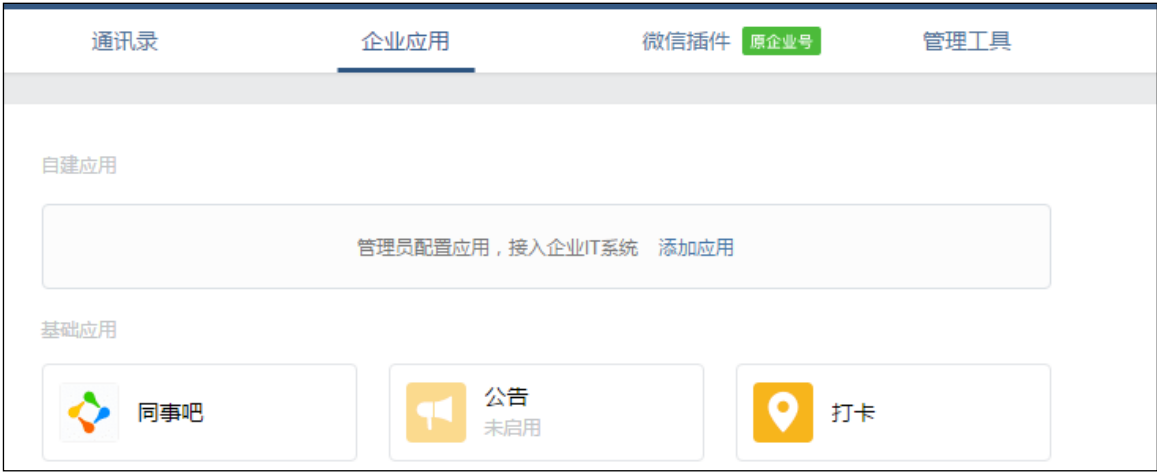 通讯录 企业应用 微信插件 原企业号 管理工具
自建应用
管理员配置应用，接入企业IT系统 添加应用
基础应用
同事吧
公告
未启用
打卡